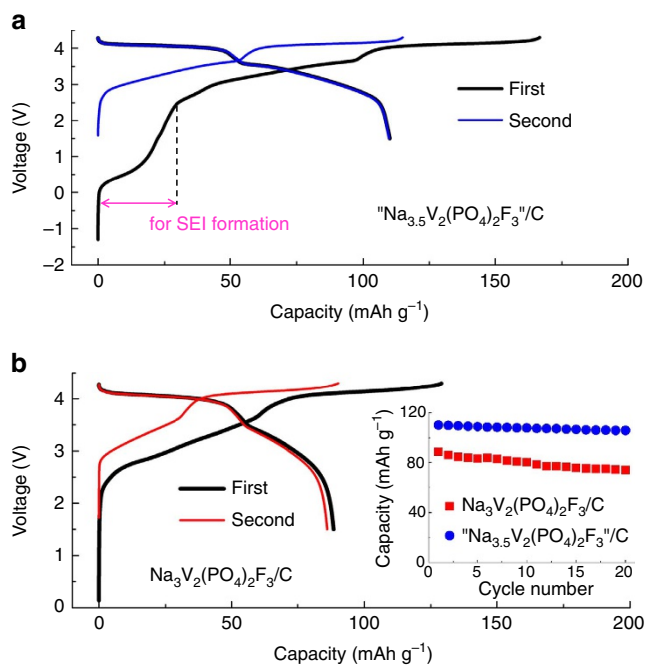 a
Voltage (V)
4
3
2
1
0
–1
–2
First
Second
for SEI formation
"Na₃.₅V₂(PO₄)₂F₃"/C
0
50
100
150
200
Capacity (mAh g⁻¹)
b
Voltage (V)
5
4
3
2
1
0
First
Second
Na₃V₂(PO₄)₂F₃/C
0
50
100
150
200
Capacity (mAh g⁻¹)
Capacity (mAh g⁻¹)
120
80
40
0
Na₃V₂(PO₄)₂F₃/C
"Na₃.₅V₂(PO₄)₂F₃"/C
0
5
10
15
20
Cycle number